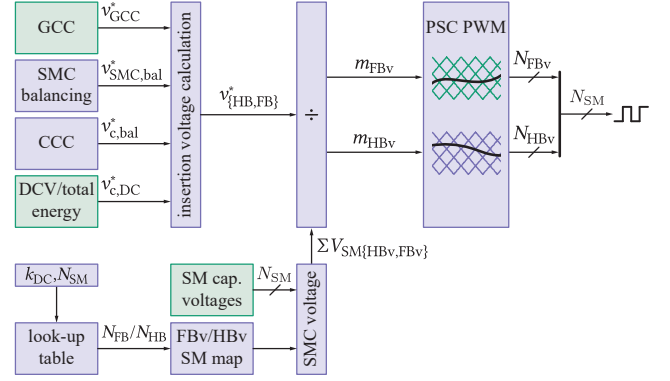 GCC
v*GCC
SMC
balancing
v*SMC,bal
CCC
v*c,bal
DCV/total
energy
v*c,DC
insertion voltage calculation
v*{HB,FB}
÷
mFBv
mHBv
PSC PWM
NFBv
NHBv
NSM
ΣVSM{HBv,FBv}
kDC,NSM
look-up
table
NFB/NHB
SM cap.
voltages
NSM
FBv/HBv
SM map
SMC voltage